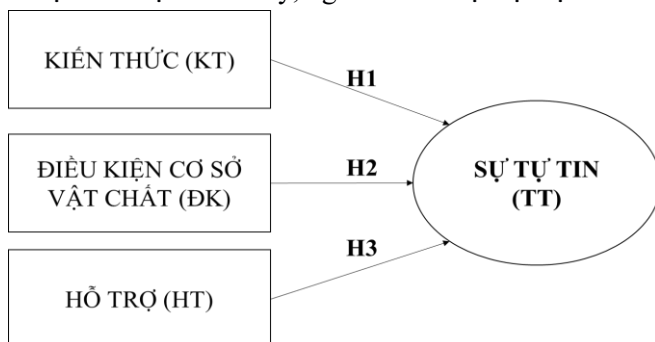 KIẾN THỨC (KT)
H1
ĐIỀU KIỆN CƠ SỞ
VẬT CHẤT (ĐK)
H2
SỰ TỰ TIN
(TT)
H3
HỖ TRỢ (HT)